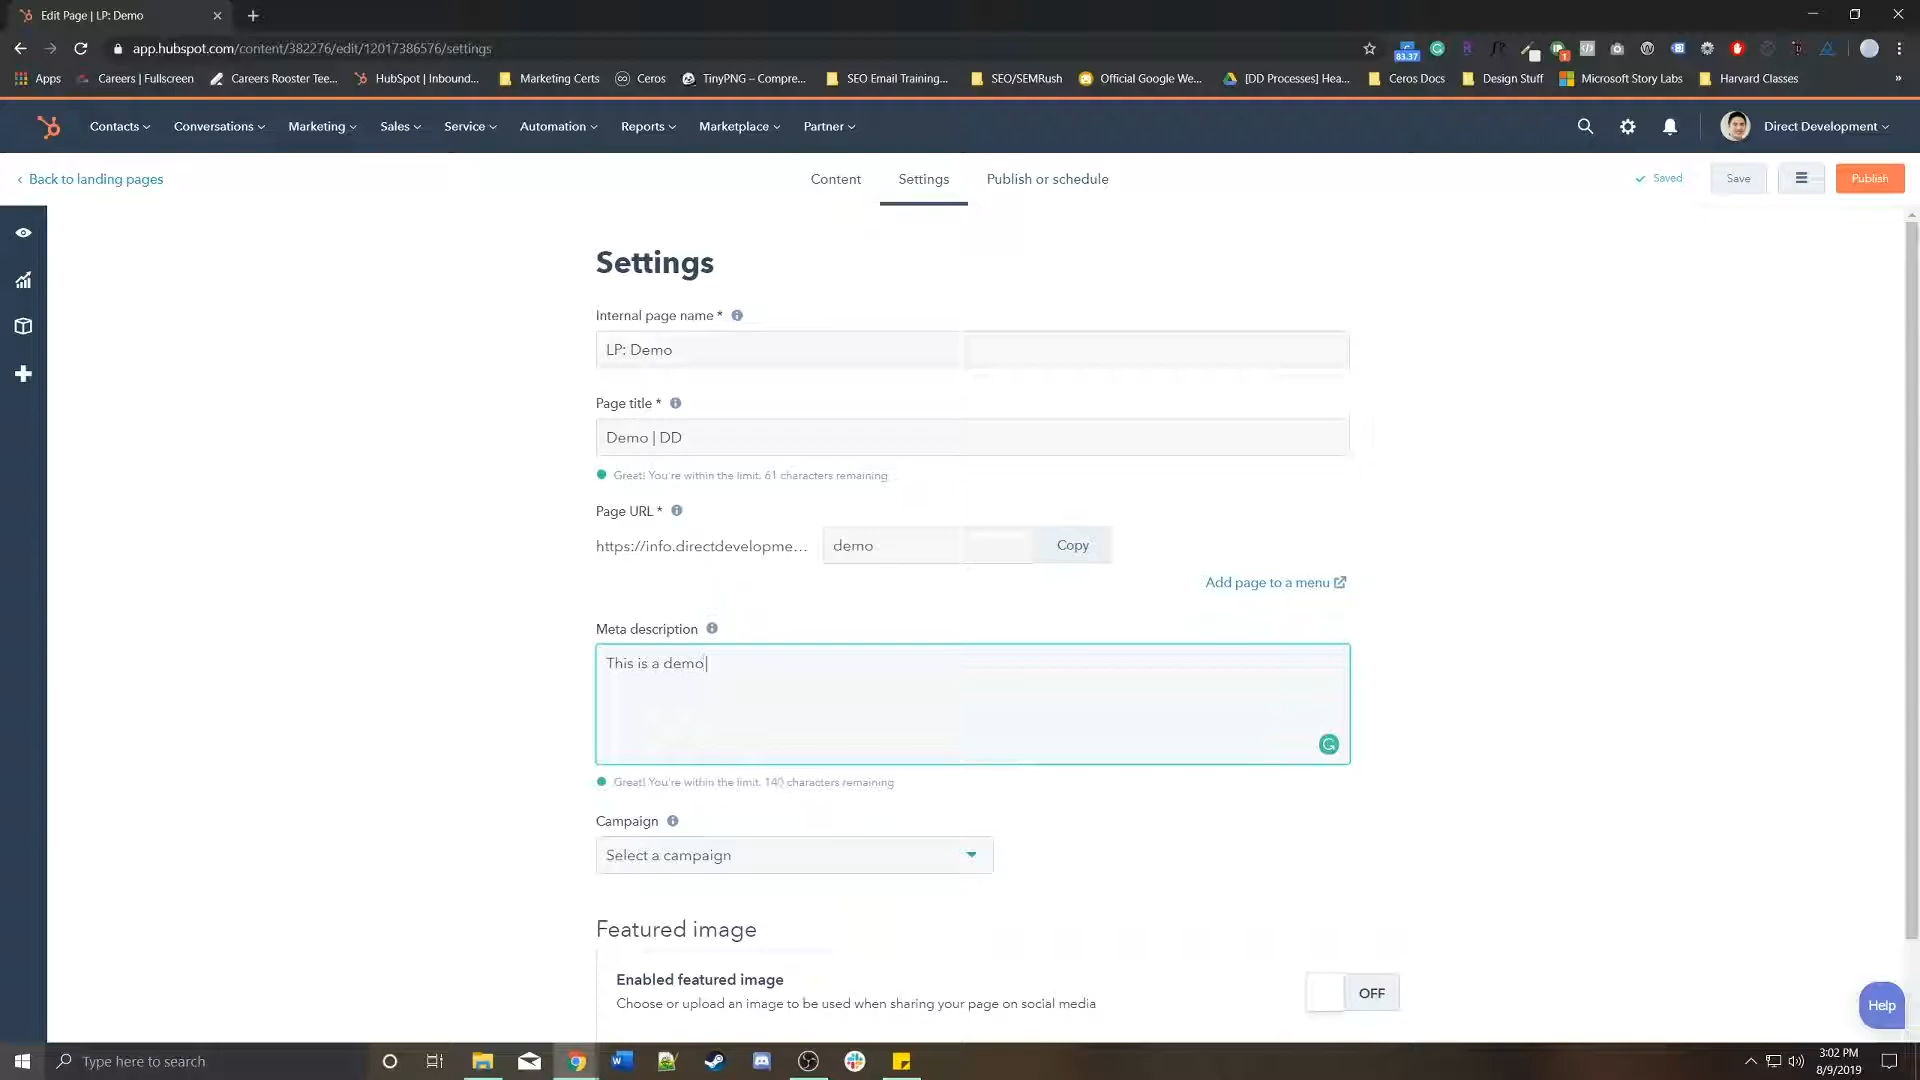 Edit Page | LP: Demo
app.hubspot.com/content/382276/edit/12017386576/settings
83.37
1
Apps
Careers | Fullscreen
Careers Rooster Tee...
HubSpot | Inbound...
Marketing Certs
Ceros
TinyPNG – Compre...
SEO Email Training...
SEO/SEMRush
Official Google We...
[DD Processes] Hea...
Ceros Docs
Design Stuff
Microsoft Story Labs
Harvard Classes
»
Contacts
Conversations
Marketing
Sales
Service
Automation
Reports
Marketplace
Partner
Direct Development
Back to landing pages
Content
Settings
Publish or schedule
Saved
Save
Publish
Settings
Internal page name *
LP: Demo
Page title *
Demo | DD
Great! You're within the limit. 61 characters remaining
Page URL *
https://info.directdevelopme...
demo
Copy
Add page to a menu
Meta description
This is a demo
Great! You're within the limit. 140 characters remaining
Campaign
Select a campaign
Featured image
Enabled featured image
Choose or upload an image to be used when sharing your page on social media
OFF
Help
Type here to search
3:02 PM
8/9/2019